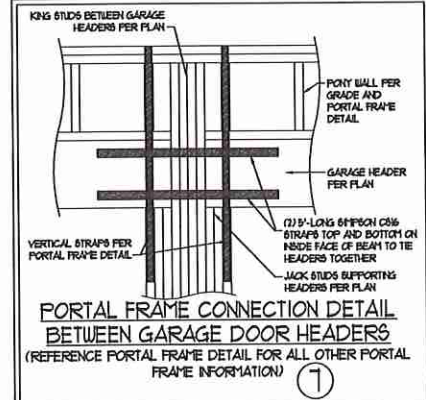 KING STUDS BETWEEN GARAGE
HEADERS PER PLAN
PONY WALL PER
GRADE AND
PORTAL FRAME
DETAIL
GARAGE HEADER
PER PLAN
(2) 5'-LONG SIMPSON CS16
STRAPS TOP AND BOTTOM ON
INSIDE FACE OF BEAM TO TIE
HEADERS TOGETHER
VERTICAL STRAPS PER
PORTAL FRAME DETAIL
JACK STUDS SUPPORTING
HEADERS PER PLAN
PORTAL FRAME CONNECTION DETAIL
BETWEEN GARAGE DOOR HEADERS
(REFERENCE PORTAL FRAME DETAIL FOR ALL OTHER PORTAL
FRAME INFORMATION)
7